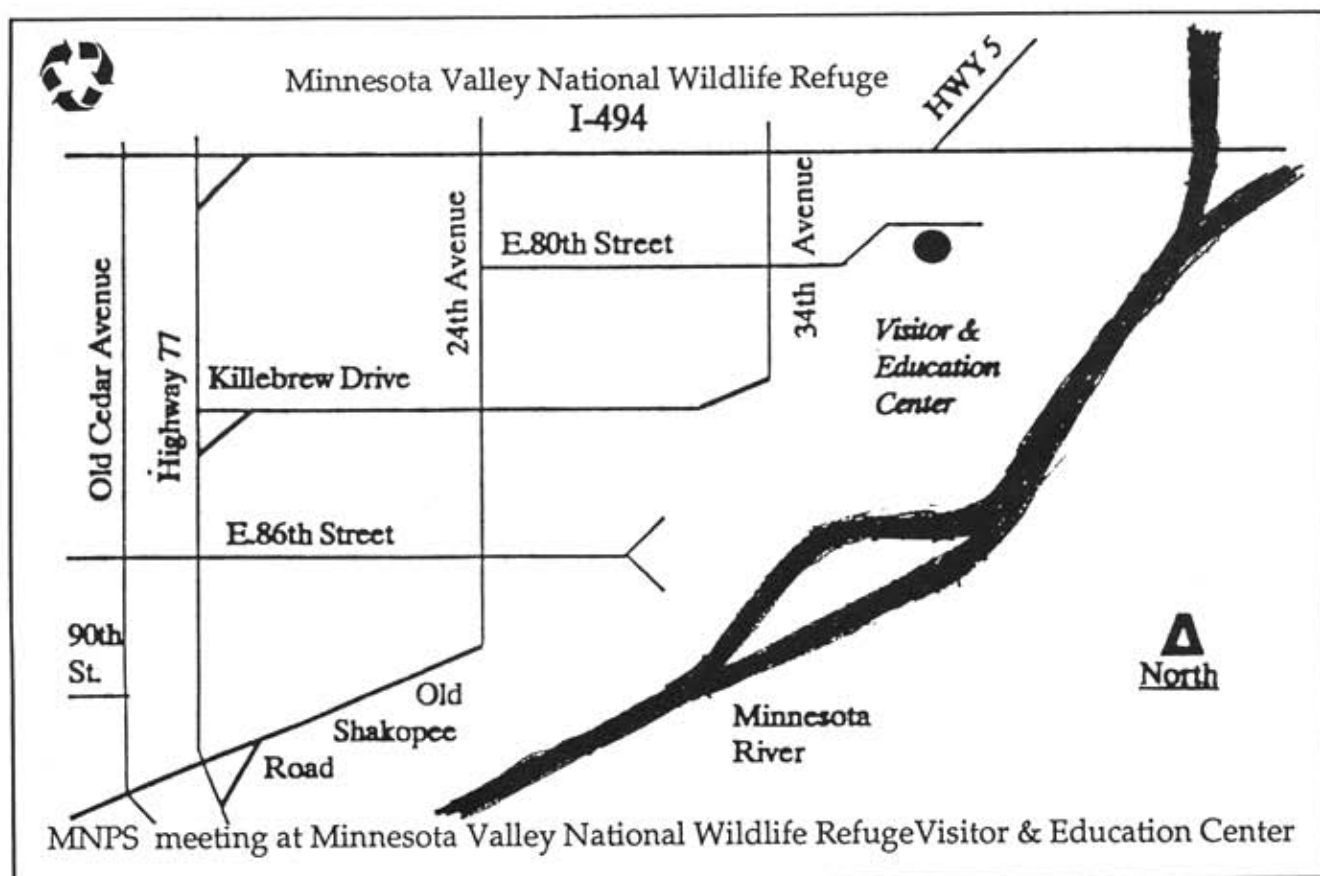 Minnesota Valley National Wildlife Refuge
I-494
HWY 5
Old Cedar Avenue
Highway 77
24th Avenue
34th Avenue
E.80th Street
Visitor &
Education
Center
Killebrew Drive
E.86th Street
90th
St.
Old
Shakopee
Road
Minnesota
River
North
MNPS meeting at Minnesota Valley National Wildlife RefugeVisitor & Education Center